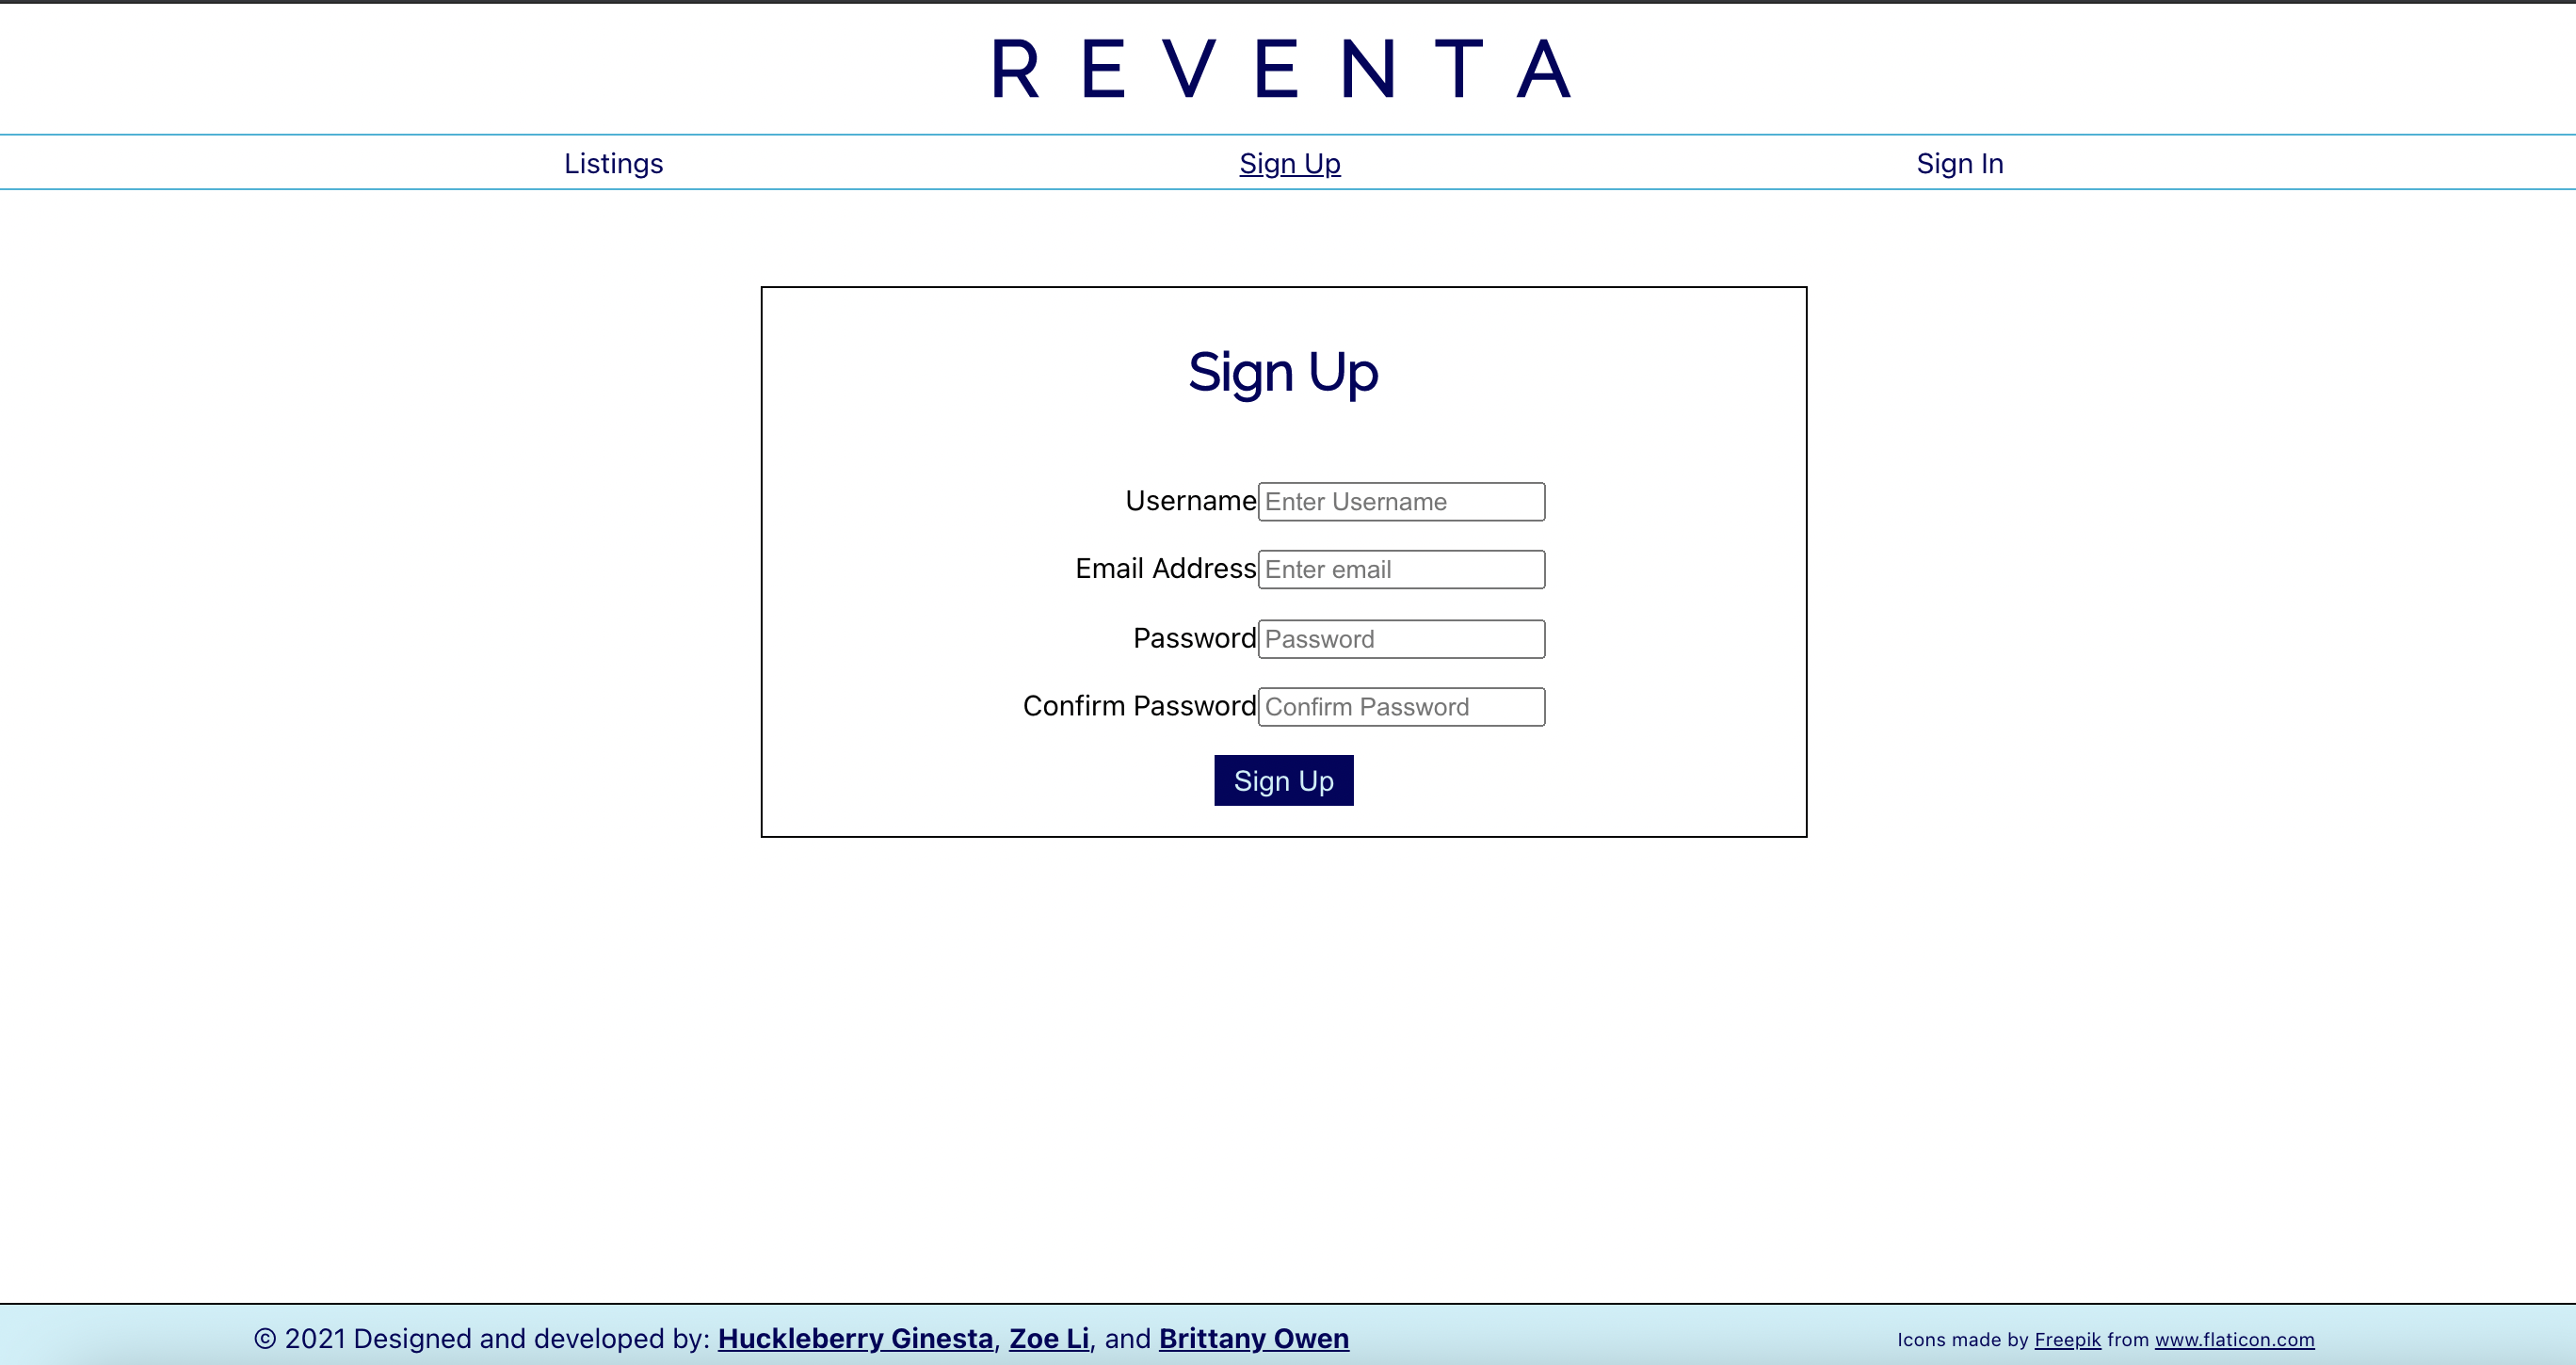 REVENTA
Listings Sign Up Sign In
Sign Up
Username Enter Username
Email Address Enter email
Password Password
Confirm Password Confirm Password
Sign Up
© 2021 Designed and developed by: Huckleberry Ginesta, Zoe Li, and Brittany Owen Icons made by Freepik from www.flaticon.com